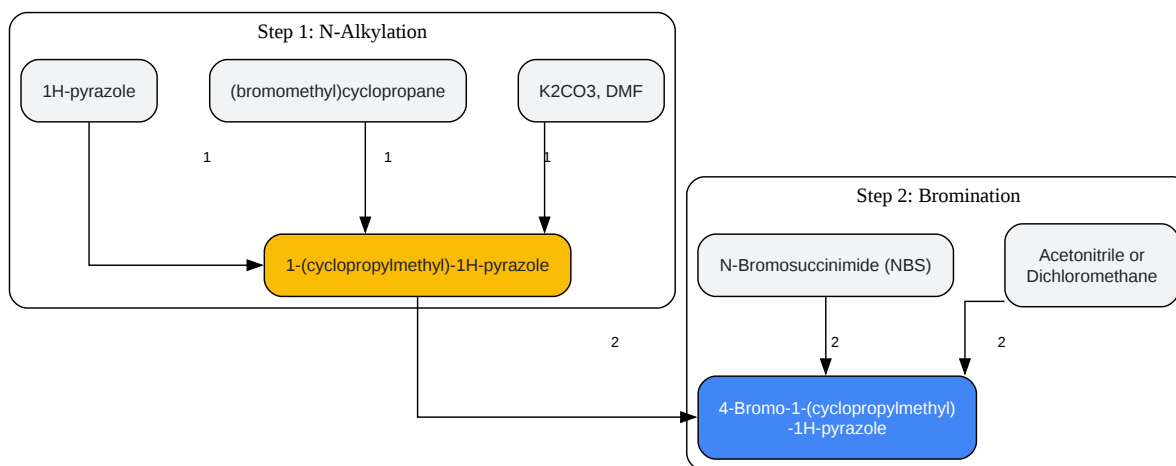 Step 1: N-Alkylation
1H-pyrazole
(bromomethyl)cyclopropane
K2CO3, DMF
1
1
1
1-(cyclopropylmethyl)-1H-pyrazole
Step 2: Bromination
N-Bromosuccinimide (NBS)
Acetonitrile or
Dichloromethane
2
2
2
4-Bromo-1-(cyclopropylmethyl)
-1H-pyrazole